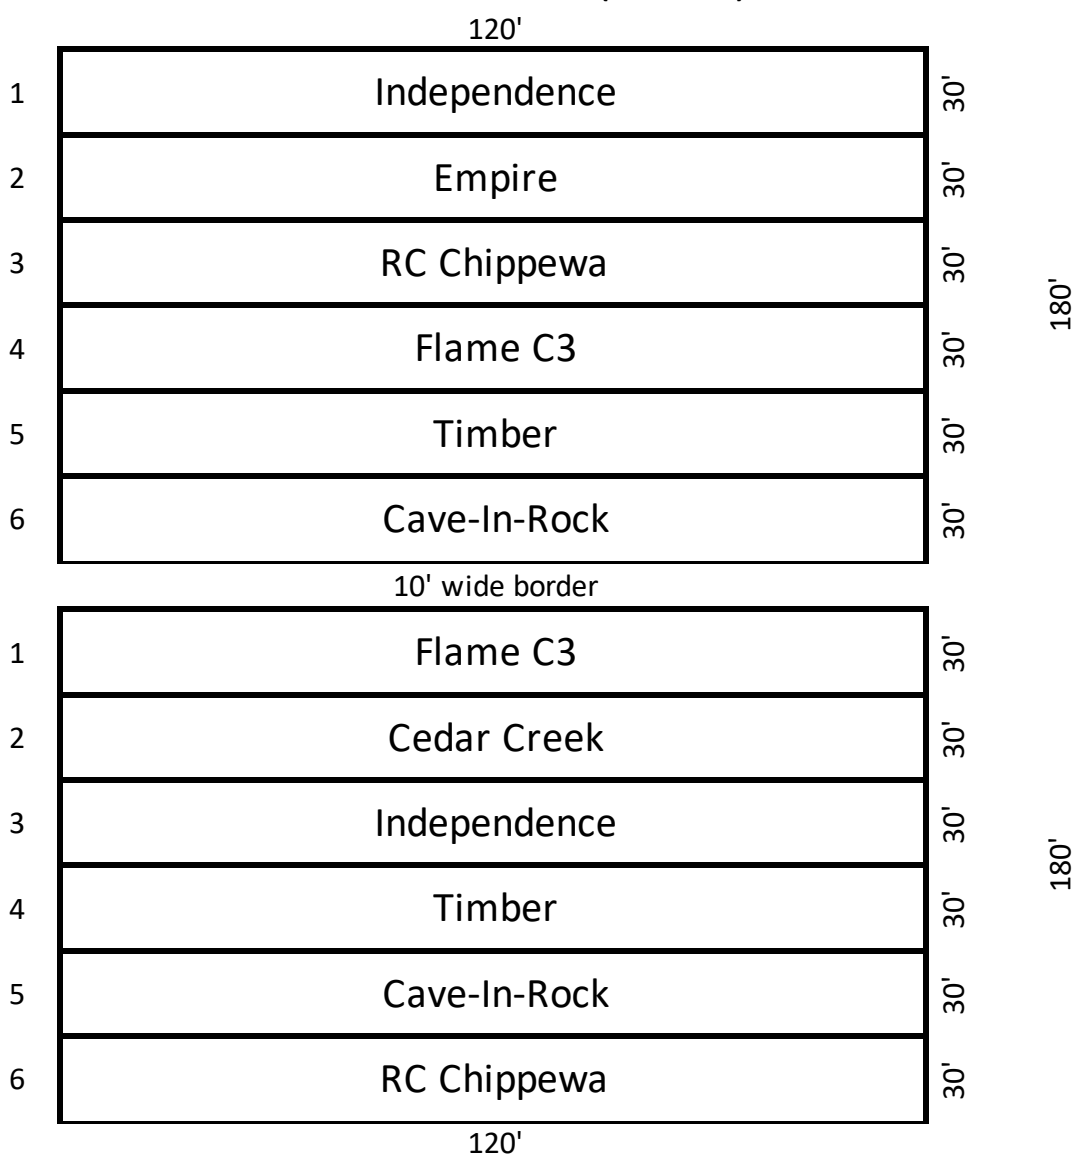 120'
1 Independence 30'
2 Empire 30'
3 RC Chippewa 30'
180'
4 Flame C3 30'
5 Timber 30'
6 Cave-In-Rock 30'
10' wide border
1 Flame C3 30'
2 Cedar Creek 30'
3 Independence 30'
180'
4 Timber 30'
5 Cave-In-Rock 30'
6 RC Chippewa 30'
120'